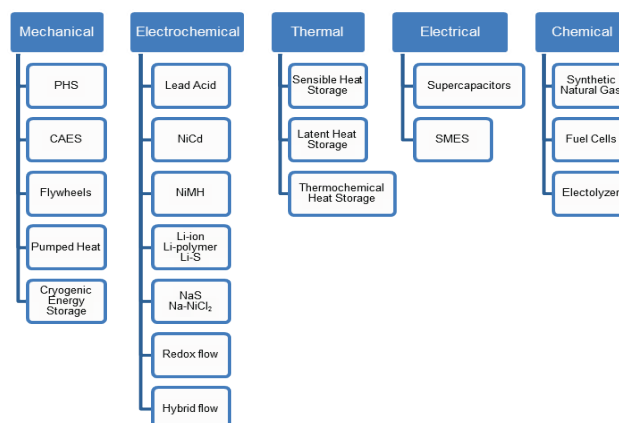 Mechanical
PHS
CAES
Flywheels
Pumped Heat
Cryogenic
Energy
Storage
Electrochemical
Lead Acid
NiCd
NiMH
Li-ion
Li-polymer
Li-S
NaS
Na-NiCl₂
Redox flow
Hybrid flow
Thermal
Sensible Heat
Storage
Latent Heat
Storage
Thermochemical
Heat Storage
Electrical
Supercapacitors
SMES
Chemical
Synthetic
Natural Gas
Fuel Cells
Electolyzer